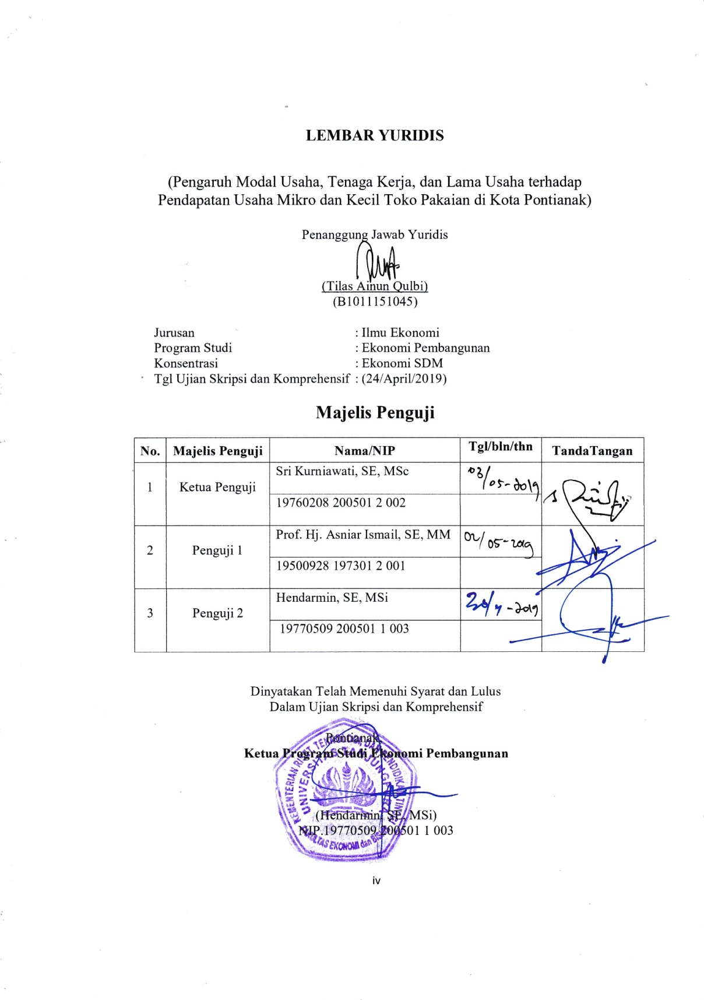 LEMBAR YURIDIS
(Pengaruh Modal Usaha, Tenaga Kerja, dan Lama Usaha terhadap
Pendapatan Usaha Mikro dan Kecil Toko Pakaian di Kota Pontianak)
Penanggung Jawab Yuridis
(Tilas Ainun Qulbi)
(B1011151045)
Jurusan : Ilmu Ekonomi
Program Studi : Ekonomi Pembangunan
Konsentrasi : Ekonomi SDM
Tgl Ujian Skripsi dan Komprehensif : (24/April/2019)
Majelis Penguji
No. Majelis Penguji Nama/NIP Tgl/bln/thn TandaTangan
1 Ketua Penguji Sri Kurniawati, SE, MSc 03/05-2019
19760208 200501 2 002
2 Penguji 1 Prof. Hj. Asniar Ismail, SE, MM 02/05-2019
19500928 197301 2 001
3 Penguji 2 Hendarmin, SE, MSi 30/4-2019
19770509 200501 1 003
Dinyatakan Telah Memenuhi Syarat dan Lulus
Dalam Ujian Skripsi dan Komprehensif
Pontianak,
Ketua Program Studi Ekonomi Pembangunan
(Hendarmin, SE, MSi)
NIP.19770509 200501 1 003
KEMENTERIAN RISET, TEKNOLOGI, DAN PENDIDIKAN TINGGI
UNIVERSITAS TANJUNGPURA
FAKULTAS EKONOMI dan BISNIS
iv